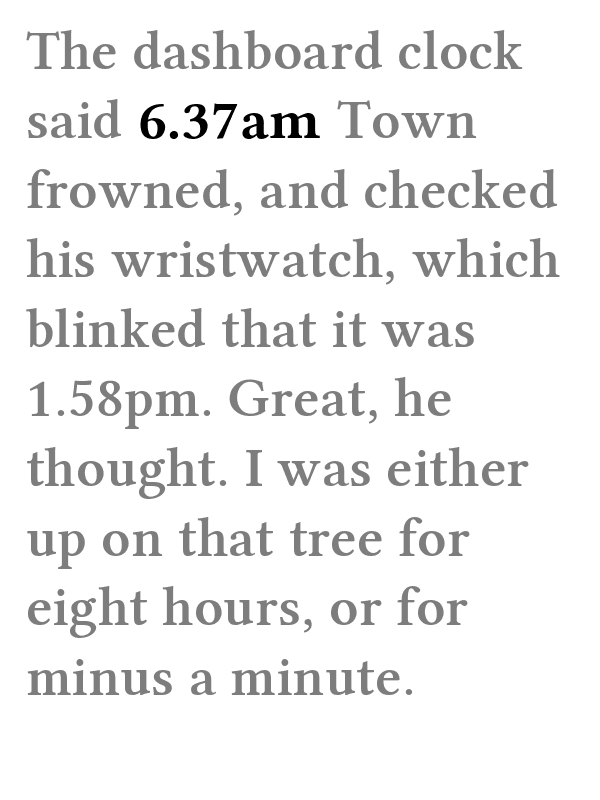 The dashboard clock
said 6.37am Town
frowned, and checked
his wristwatch, which
blinked that it was
1.58pm. Great, he
thought. I was either
up on that tree for
eight hours, or for
minus a minute.